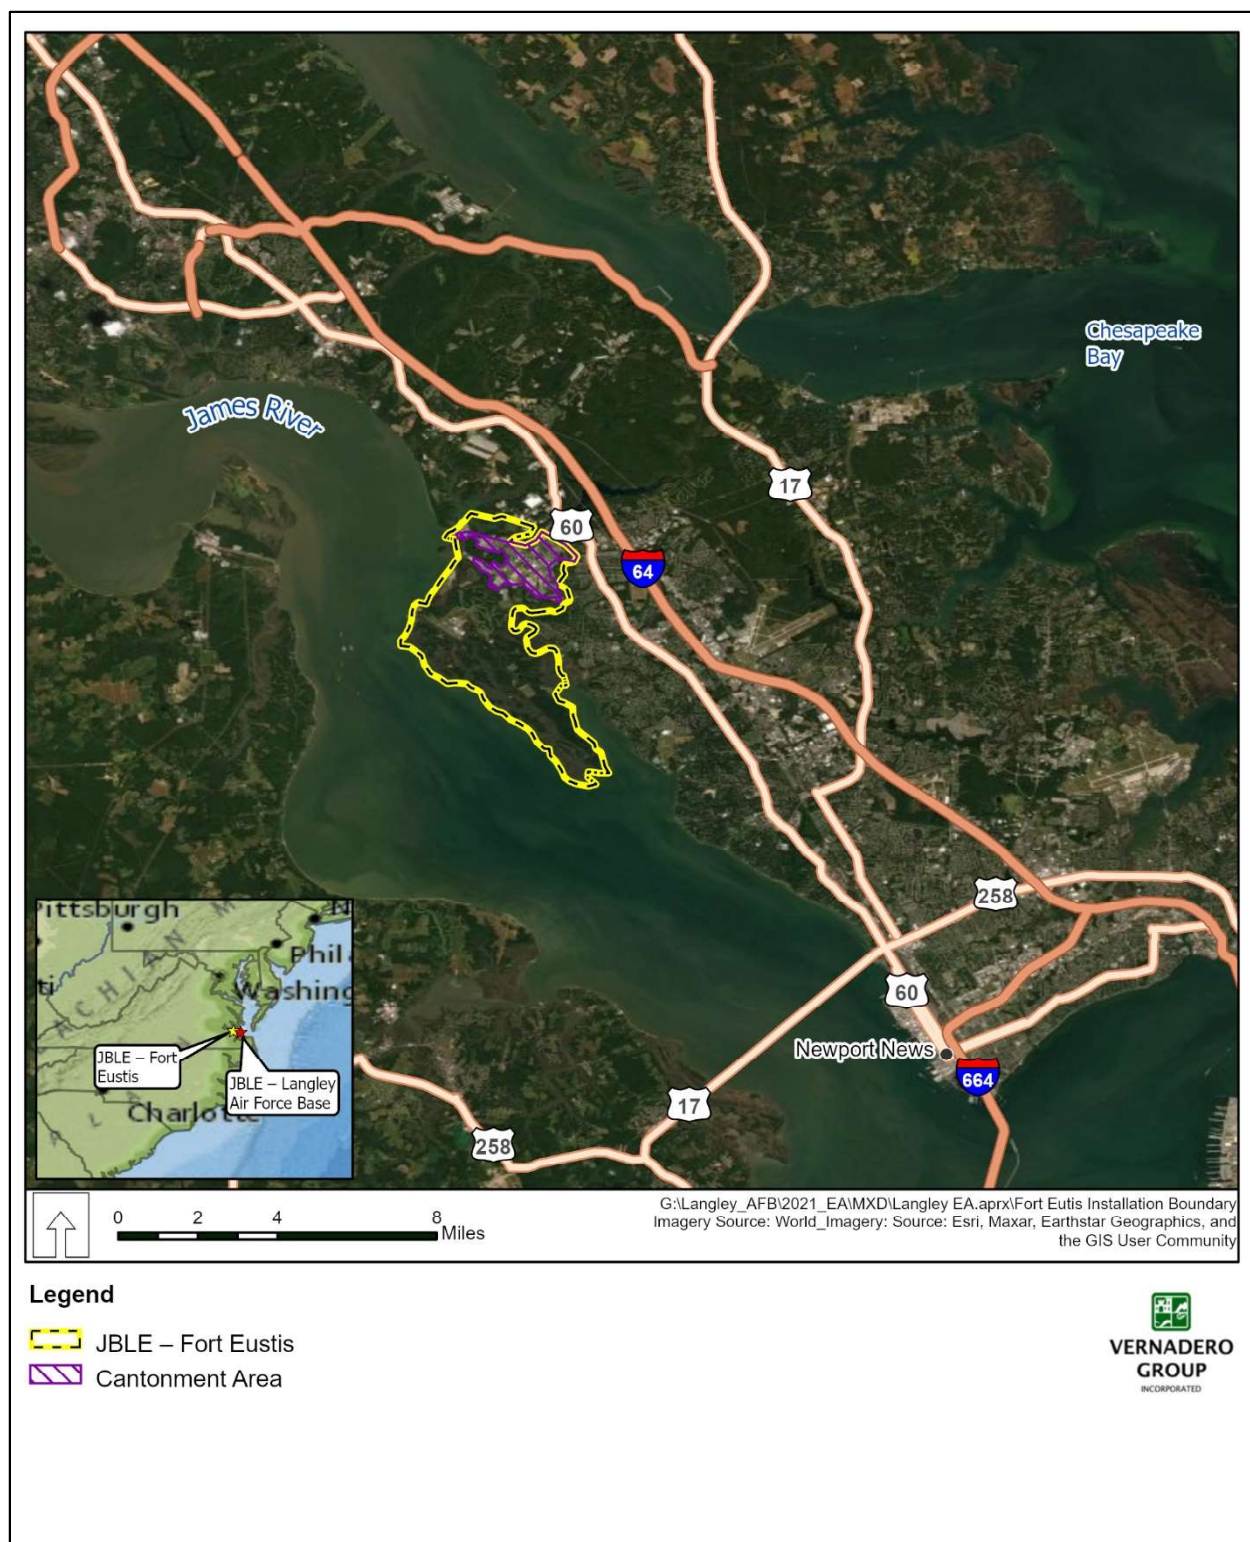 Chesapeake
Bay
James River
17
60
64
258
60
Newport News
664
17
258
Pittsburgh
Phil
Washing
JBLE – Fort
Eustis
JBLE – Langley
Air Force Base
Charlotte
0 2 4 8
Miles
G:\Langley_AFB\2021_EA\MXD\Langley EA.aprx\Fort Eutis Installation Boundary
Imagery Source: World_Imagery: Source: Esri, Maxar, Earthstar Geographics, and
the GIS User Community
Legend
JBLE – Fort Eustis
Cantonment Area
VERNADERO
GROUP
INCORPORATED